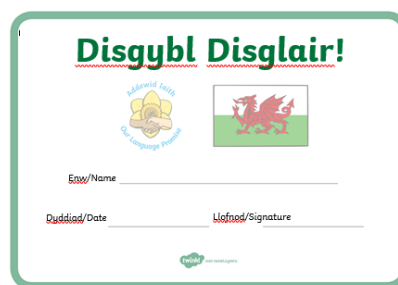 Disgybl Disglair!
Addewid Iaith
Our Language Promise
Enw/Name
Dyddiad/Date
Llofnod/Signature
twinkl